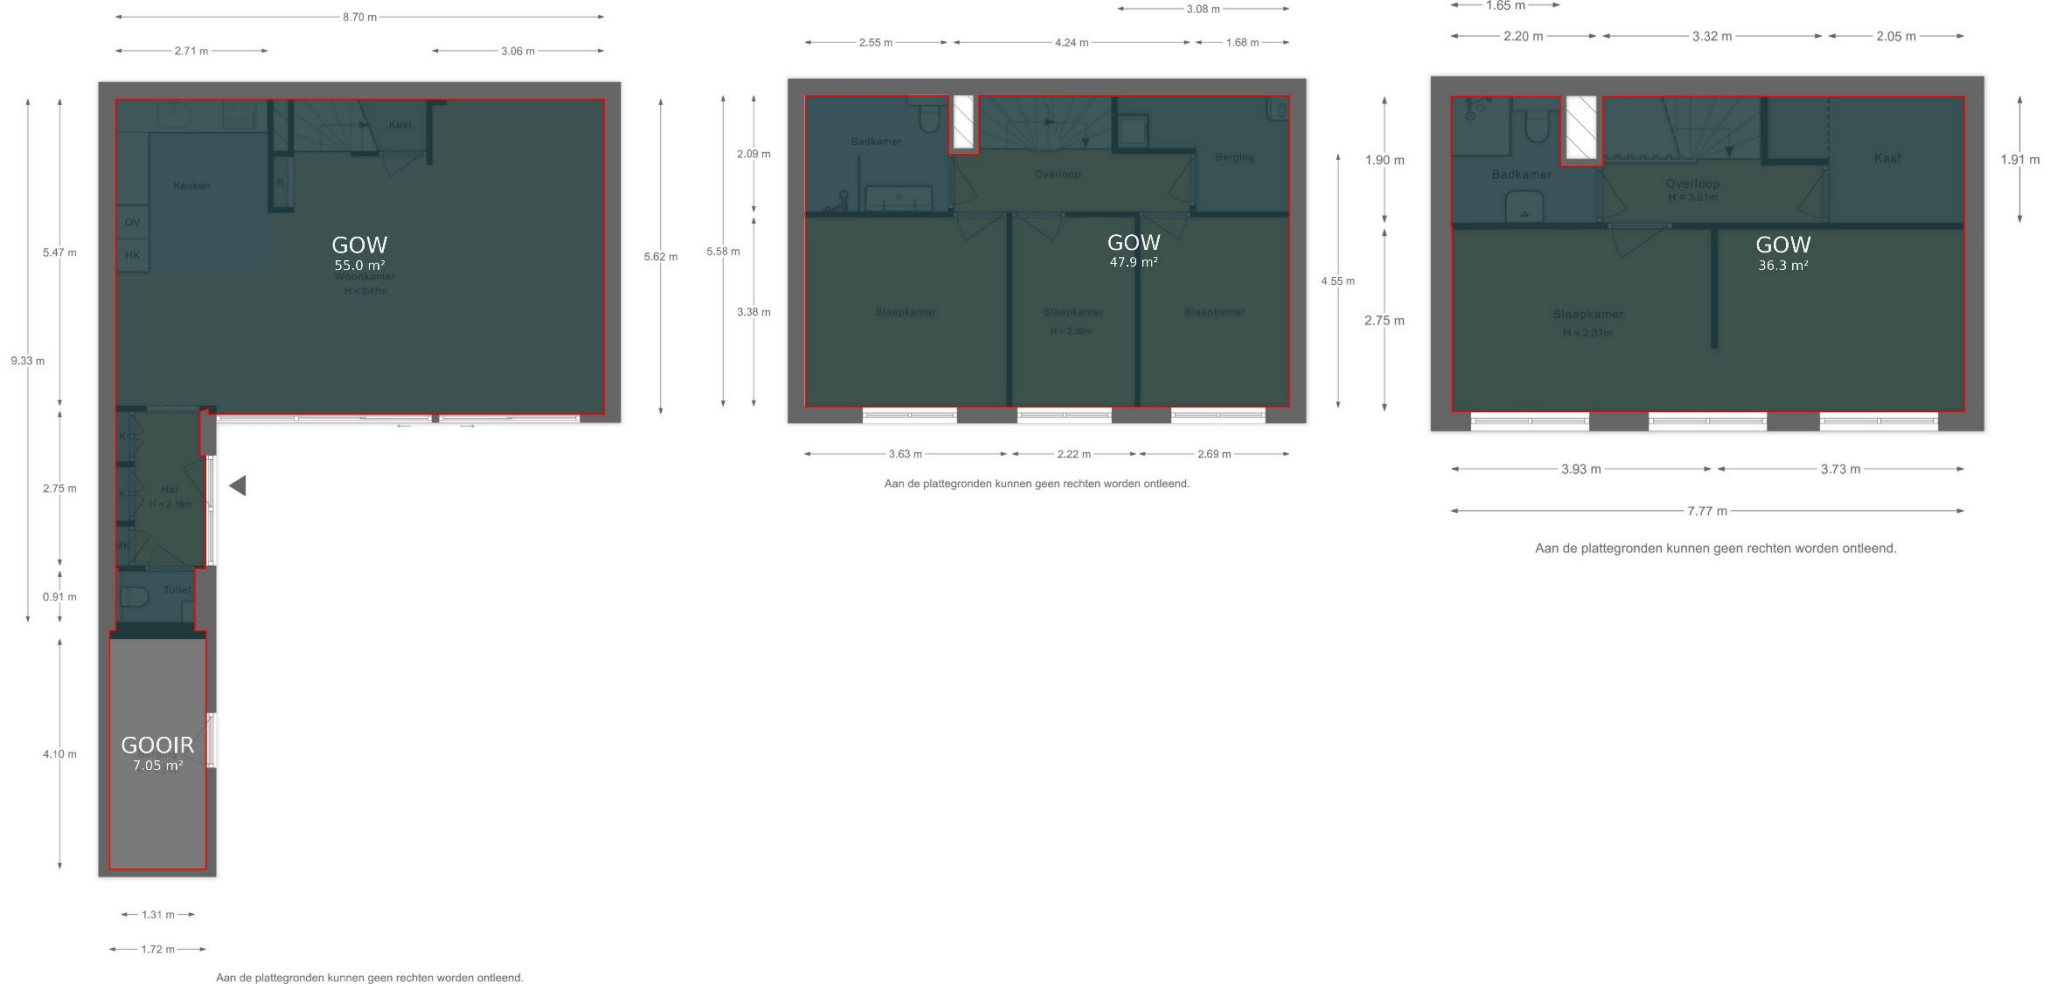 8.70 m
2.71 m
3.06 m
9.33 m
5.47 m
2.75 m
0.91 m
4.10 m
5.62 m
Kast
K
Keuken
OV
HK
GOW
55.0 m²
Woonkamer
H = 2.47m
K
K
Hal
H = 2.18m
MK
Toilet
GOOIR
7.05 m²
1.31 m
1.72 m
Aan de plattegronden kunnen geen rechten worden ontleend.
3.08 m
2.55 m
4.24 m
1.68 m
5.58 m
2.09 m
3.38 m
4.55 m
Badkamer
Overloop
Berging
GOW
47.9 m²
Slaapkamer
Slaapkamer
Slaapkamer
3.63 m
2.22 m
2.69 m
Aan de plattegronden kunnen geen rechten worden ontleend.
1.65 m
2.20 m
3.32 m
2.05 m
1.90 m
2.75 m
1.91 m
Badkamer
Overloop
H = 3.01m
Kast
GOW
36.3 m²
Slaapkamer
H = 2.31m
3.93 m
3.73 m
7.77 m
Aan de plattegronden kunnen geen rechten worden ontleend.